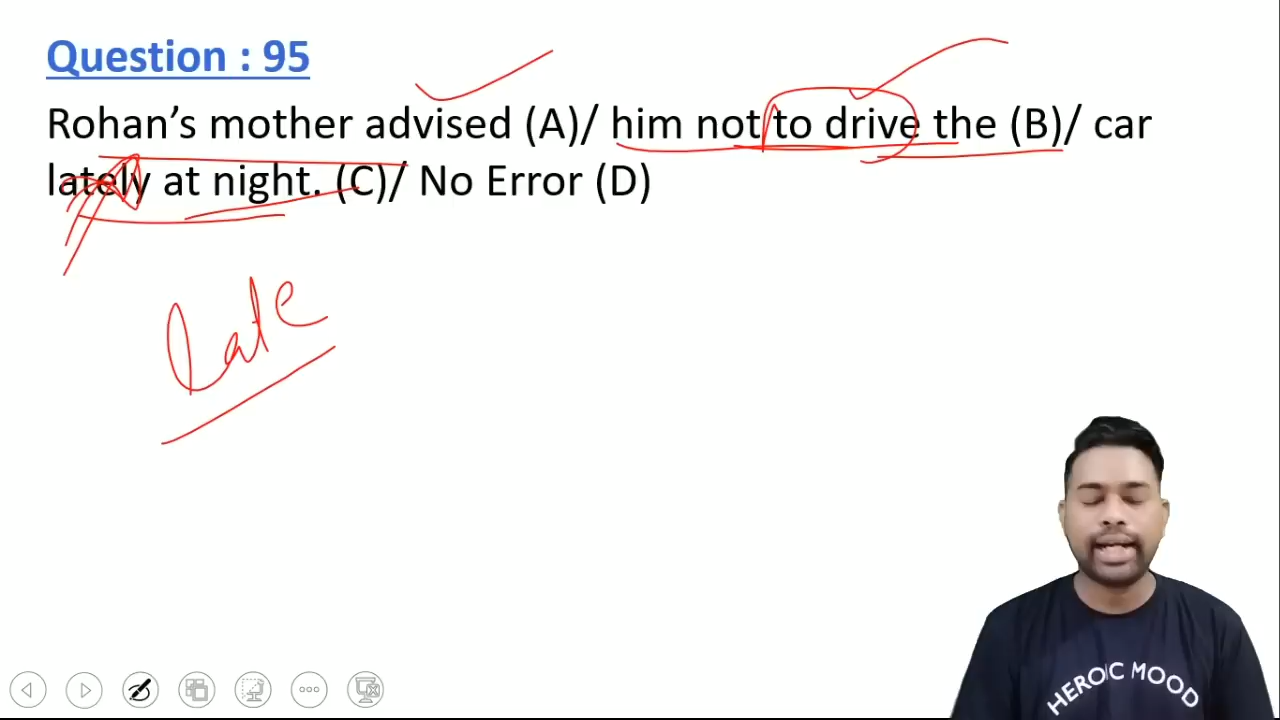 Question : 95
Rohan’s mother advised (A)/ him not to drive the (B)/ car
lately at night. (C)/ No Error (D)
late
HEROIC MOOD